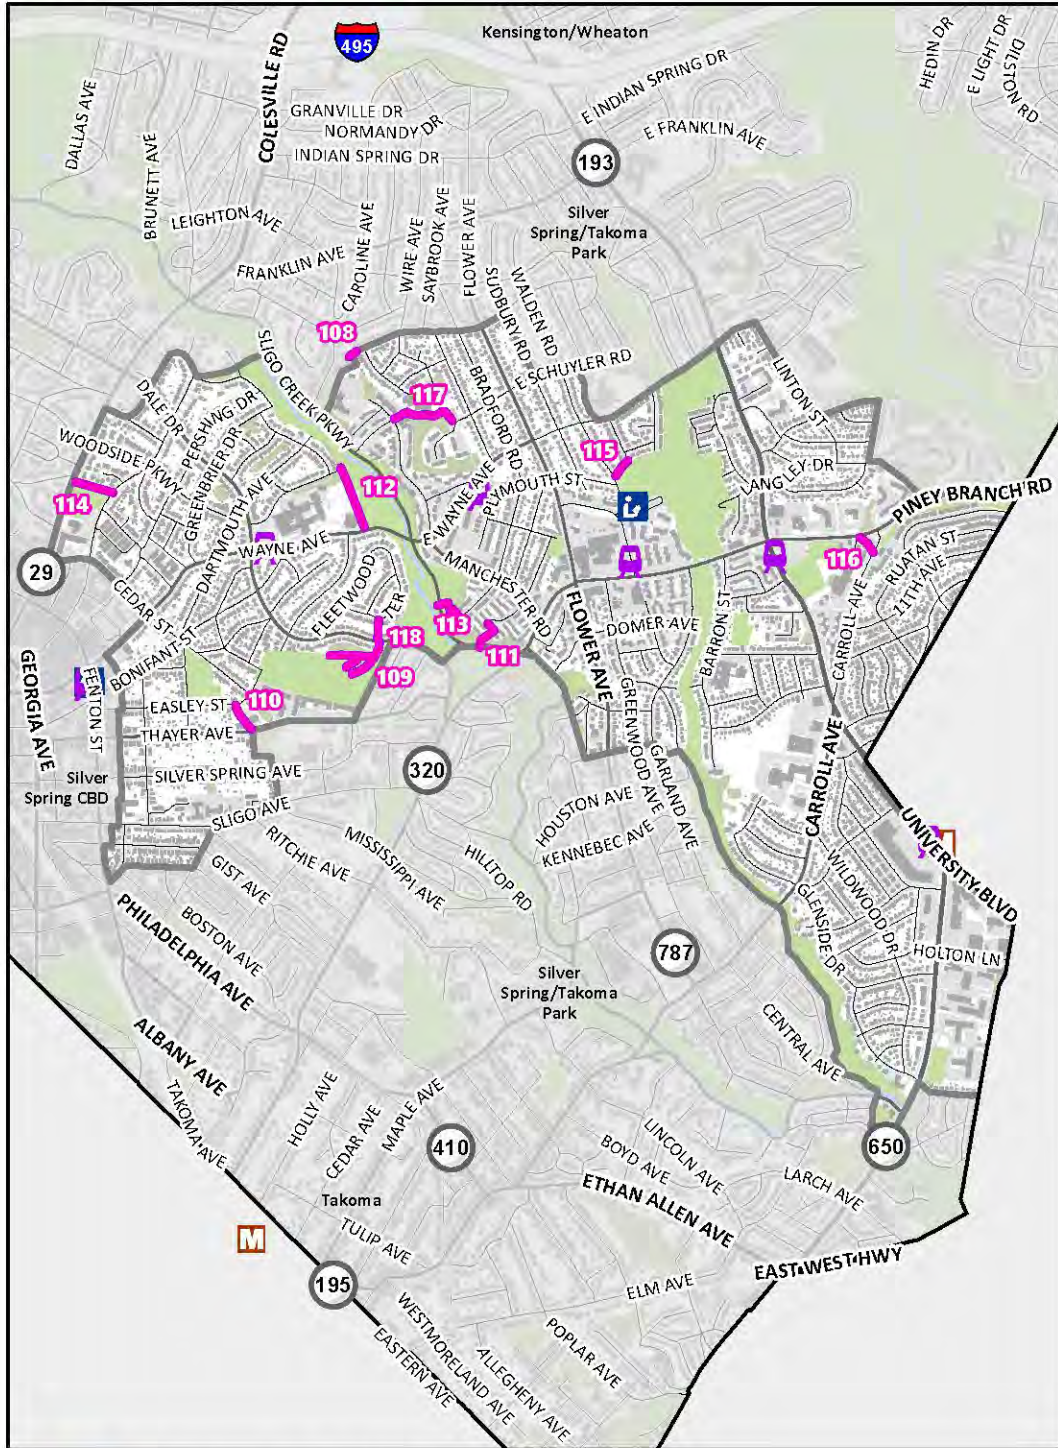 Kensington/Wheaton
495
COLESVILLE RD
HEDIN DR
E LIGHT DR
DILSTON RD
DALLAS AVE
BRUNETT AVE
GRANVILLE DR
NORMANDY DR
INDIAN SPRING DR
E INDIAN SPRING DR
E FRANKLIN AVE
193
LEIGHTON AVE
FRANKLIN AVE
CAROLINE AVE
WIRE AVE
SAYBROOK AVE
FLOWER AVE
Silver
Spring/Takoma
Park
SUDBURY RD
WALDEN RD
E SCHUYLER RD
BRADFORD RD
108
SLIGO CREEK PKWY
117
115
LINTON ST
DALE DR
PERSHING DR
WOODSIDE PKWY
GREENBRIER DR
DARTMOUTH AVE
114
112
E WAYNE AVE
PLYMOUTH ST
LANGLEY DR
PINEY BRANCH RD
WAYNE AVE
MANCHESTER RD
116
RUATAN ST
11TH AVE
29
CEDAR ST
FLEETWOOD
TER
113
118
111
DOMER AVE
FLOWER AVE
BARRON ST
CARROLL AVE
BONIFANT ST
109
GEORGIA AVE
FENTON ST
EASLEY ST
110
THAYER AVE
GREENWOOD AVE
GARLAND AVE
Silver
Spring CBD
SILVER SPRING AVE
320
SLIGO AVE
HOUSTON AVE
KENNEBEC AVE
CARROLL AVE
RITCHIE AVE
MISSISSIPPI AVE
HILLTOP RD
GIST AVE
UNIVERSITY BLVD
WILDWOOD DR
GLENSIDE DR
BOSTON AVE
PHILADELPHIA AVE
787
HOLTON LN
Silver
Spring/Takoma
Park
CENTRAL AVE
ALBANY AVE
TAKOMA AVE
HOLLY AVE
CEDAR AVE
MAPLE AVE
410
LINCOLN AVE
BOYD AVE
650
LARCH AVE
ETHAN ALLEN AVE
Takoma
M
TULIP AVE
EAST WEST HWY
195
ELM AVE
WESTMORELAND AVE
EASTERN AVE
ALLEGHENY AVE
POPLAR AVE